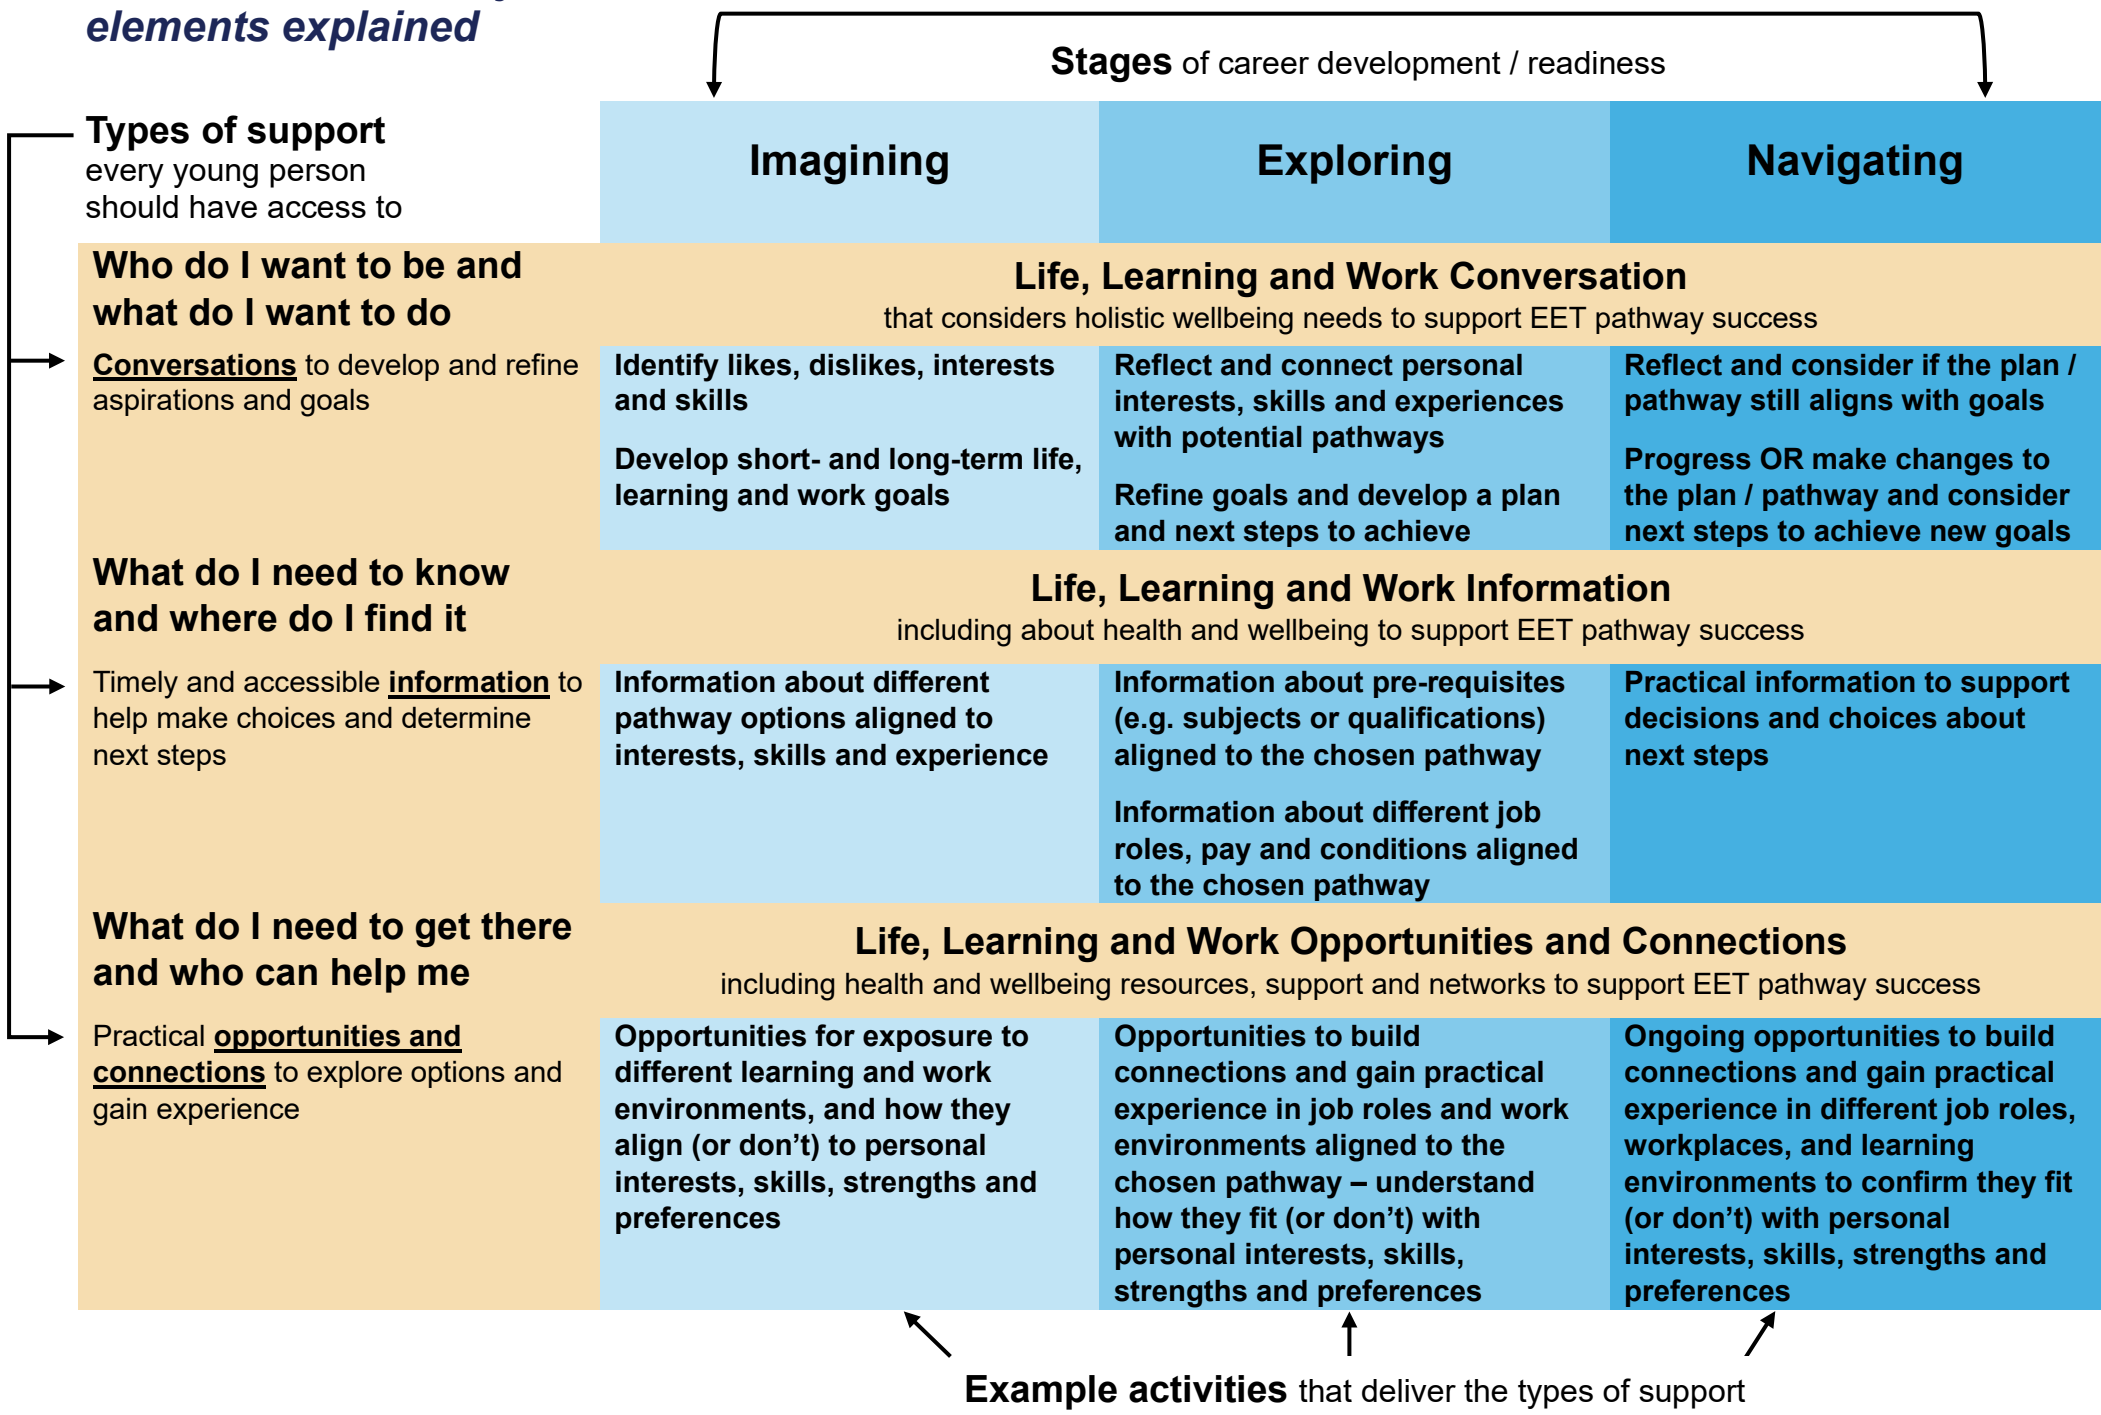 elements explained
Stages of career development / readiness
Types of support
every young person
should have access to
Imagining
Exploring
Navigating
Who do I want to be and
what do I want to do
Conversations to develop and refine
aspirations and goals
Life, Learning and Work Conversation
that considers holistic wellbeing needs to support EET pathway success
Identify likes, dislikes, interests
and skills
Develop short- and long-term life,
learning and work goals
Reflect and connect personal
interests, skills and experiences
with potential pathways
Refine goals and develop a plan
and next steps to achieve
Reflect and consider if the plan /
pathway still aligns with goals
Progress OR make changes to
the plan / pathway and consider
next steps to achieve new goals
What do I need to know
and where do I find it
Timely and accessible information to
help make choices and determine
next steps
Life, Learning and Work Information
including about health and wellbeing to support EET pathway success
Information about different
pathway options aligned to
interests, skills and experience
Information about pre-requisites
(e.g. subjects or qualifications)
aligned to the chosen pathway
Information about different job
roles, pay and conditions aligned
to the chosen pathway
Practical information to support
decisions and choices about
next steps
What do I need to get there
and who can help me
Practical opportunities and
connections to explore options and
gain experience
Life, Learning and Work Opportunities and Connections
including health and wellbeing resources, support and networks to support EET pathway success
Opportunities for exposure to
different learning and work
environments, and how they
align (or don’t) to personal
interests, skills, strengths and
preferences
Opportunities to build
connections and gain practical
experience in job roles and work
environments aligned to the
chosen pathway – understand
how they fit (or don’t) with
personal interests, skills,
strengths and preferences
Ongoing opportunities to build
connections and gain practical
experience in different job roles,
workplaces, and learning
environments to confirm they fit
(or don’t) with personal
interests, skills, strengths and
preferences
Example activities that deliver the types of support